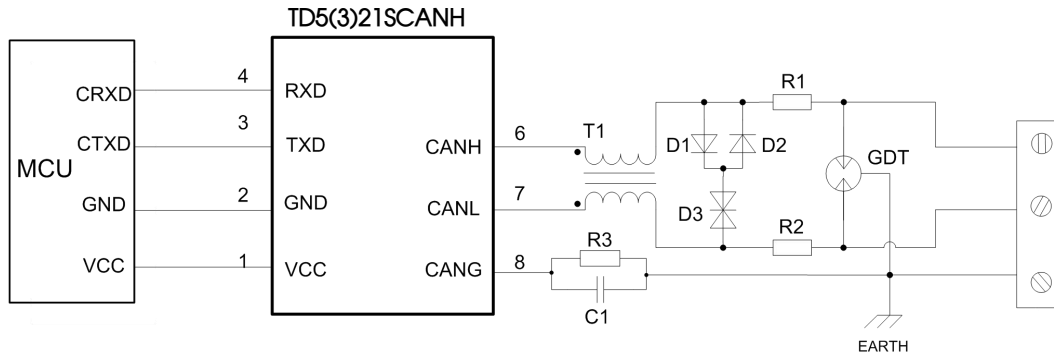 TD5(3)21SCANH
MCU
CRXD
CTXD
GND
VCC
4
3
2
1
RXD
TXD
GND
VCC
CANH
CANL
CANG
6
7
8
T1
D1
D2
D3
R1
R2
GDT
R3
C1
EARTH